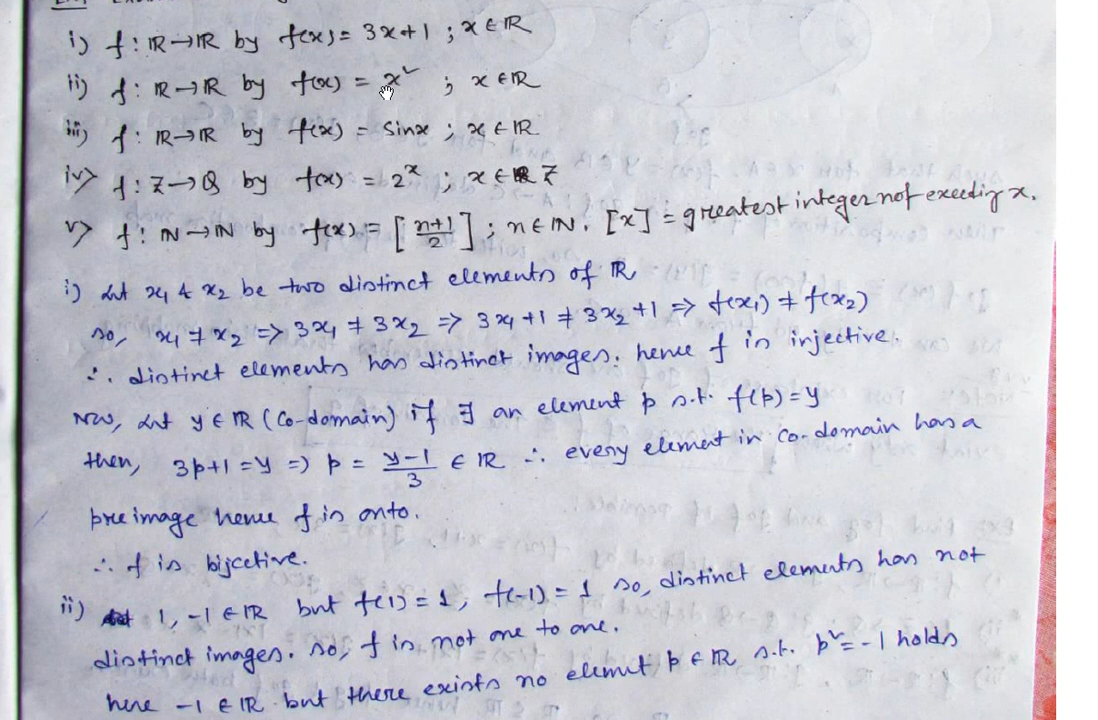 i) f: ℝ→ℝ by f(x) = 3x+1 ; x ∈ ℝ
ii) f: ℝ→ℝ by f(x) = x² ; x ∈ ℝ
iii) f: ℝ→ℝ by f(x) = Sinx ; x ∈ ℝ
iv) f: ℤ→ℚ by f(x) = 2ˣ ; x ∈ ℤ
v) f: ℕ→ℕ by f(x) = [ (n+1)/2 ] ; n ∈ ℕ. [x] = greatest integer not exeedig x.
i) Let x₁ & x₂ be two distinct elements of ℝ
so, x₁ ≠ x₂ => 3x₁ ≠ 3x₂ => 3x₁+1 ≠ 3x₂+1 => f(x₁) ≠ f(x₂)
∴ distinct elements has distinct images. hence f is injective.
Now, Let y ∈ ℝ (Co-domain) if ∃ an element p s.t. f(p)=y
then, 3p+1 = y => p = (y-1)/3 ∈ ℝ ∴ every element in co-domain has a
preimage hence f is onto.
∴ f is bijective.
ii) 1, -1 ∈ ℝ but f(1) = 1, f(-1) = 1 so, distinct elements has not
distinct images. so, f is not one to one.
here -1 ∈ ℝ but there exists no elemnt p ∈ ℝ s.t. p² = -1 holds